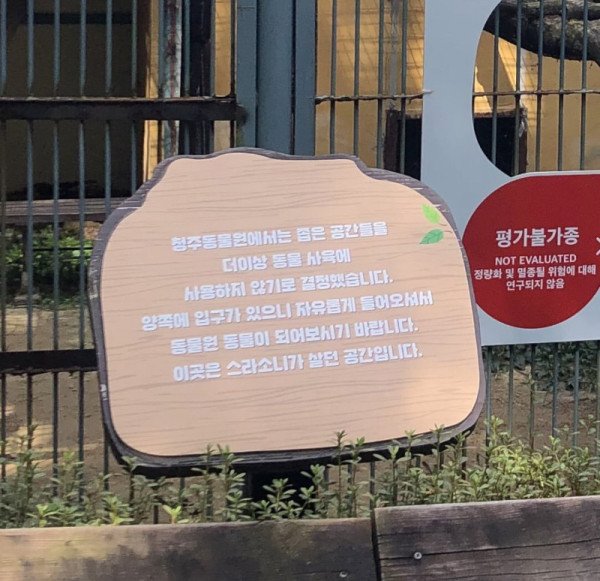 청주동물원에서는 좁은 공간들을
더이상 동물 사육에
사용하지 않기로 결정했습니다.
양쪽에 입구가 있으니 자유롭게 들어오셔서
동물원 동물이 되어보시기 바랍니다.
이곳은 스라소니가 살던 공간입니다.
평가불가종
NOT EVALUATED
정량화 및 멸종될 위험에 대해
연구되지 않음